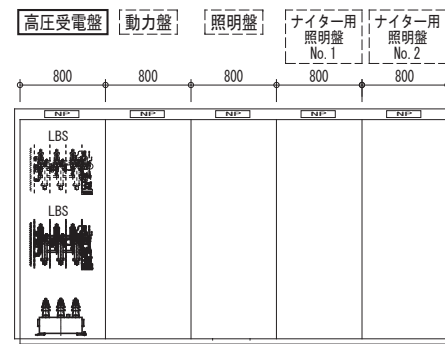 高圧受電盤
動力盤
照明盤
ナイター用
照明盤
No.1
ナイター用
照明盤
No.2
800 800 800 800 800
NP NP NP NP NP
LBS
LBS